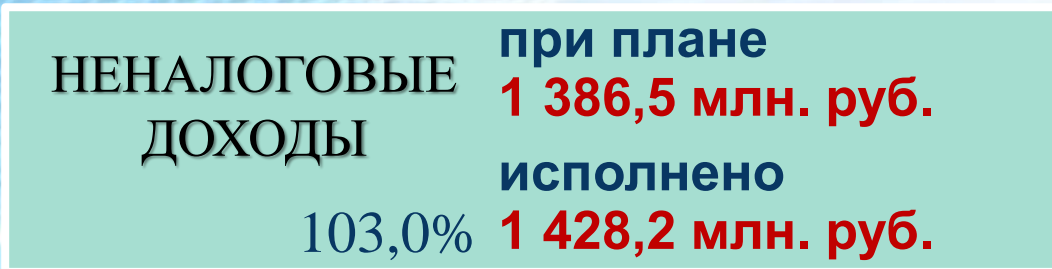 НЕНАЛОГОВЫЕ
ДОХОДЫ
при плане
1 386,5 млн. руб.
исполнено
103,0% 1 428,2 млн. руб.